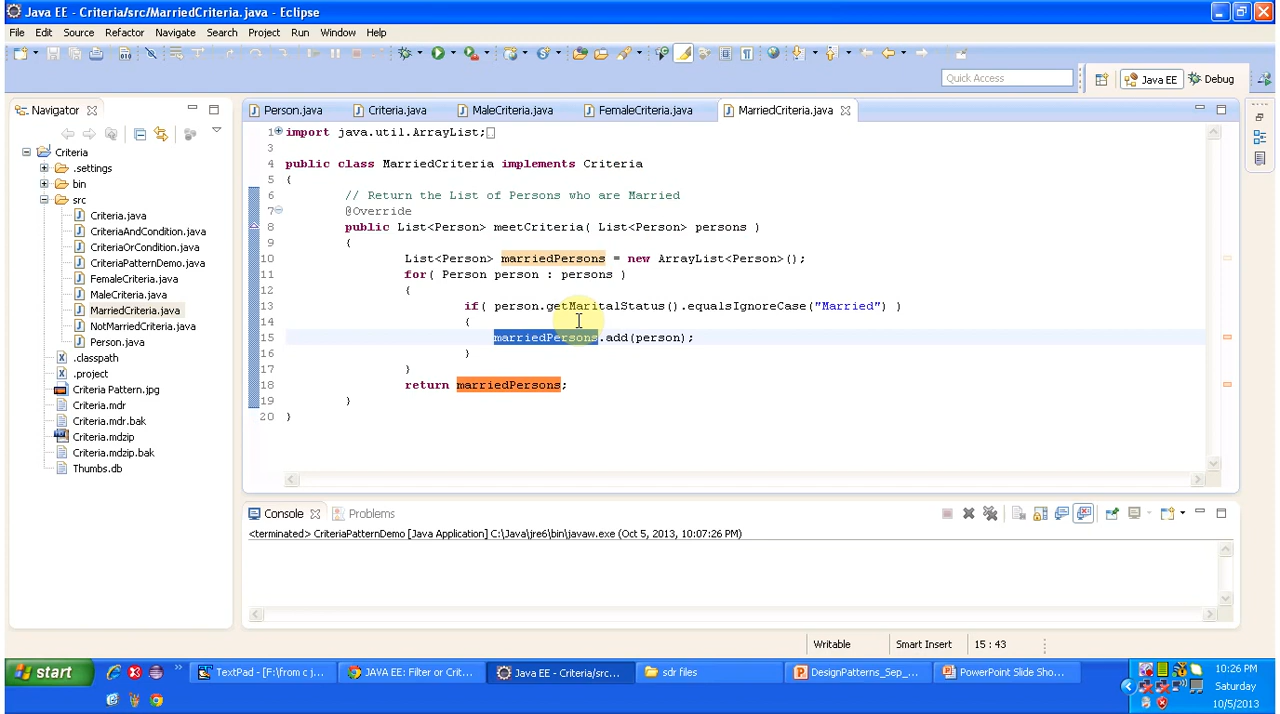 Java EE - Criteria/src/MarriedCriteria.java - Eclipse
File Edit Source Refactor Navigate Search Project Run Window Help
Quick Access
Java EE
Debug
Navigator
Person.java
Criteria.java
MaleCriteria.java
FemaleCriteria.java
MarriedCriteria.java
Criteria
.settings
bin
src
Criteria.java
CriteriaAndCondition.java
CriteriaOrCondition.java
CriteriaPatternDemo.java
FemaleCriteria.java
MaleCriteria.java
MarriedCriteria.java
NotMarriedCriteria.java
Person.java
.classpath
.project
Criteria Pattern.jpg
Criteria.mdr
Criteria.mdr.bak
Criteria.mdzip
Criteria.mdzip.bak
Thumbs.db
1 import java.util.ArrayList;
3
4 public class MarriedCriteria implements Criteria
5 {
6 // Return the List of Persons who are Married
7 @Override
8 public List<Person> meetCriteria( List<Person> persons )
9 {
10 List<Person> marriedPersons = new ArrayList<Person>();
11 for( Person person : persons )
12 {
13 if( person.getMaritalStatus().equalsIgnoreCase("Married") )
14 {
15 marriedPersons.add(person);
16 }
17 }
18 return marriedPersons;
19 }
20 }
Console
Problems
<terminated> CriteriaPatternDemo [Java Application] C:\Java\jre6\bin\javaw.exe (Oct 5, 2013, 10:07:26 PM)
Writable
Smart Insert
15 : 43
start
TextPad - [F:\from c j...
JAVA EE: Filter or Crit...
Java EE - Criteria/src...
sdr files
DesignPatterns_Sep_...
PowerPoint Slide Sho...
10:26 PM
Saturday
10/5/2013